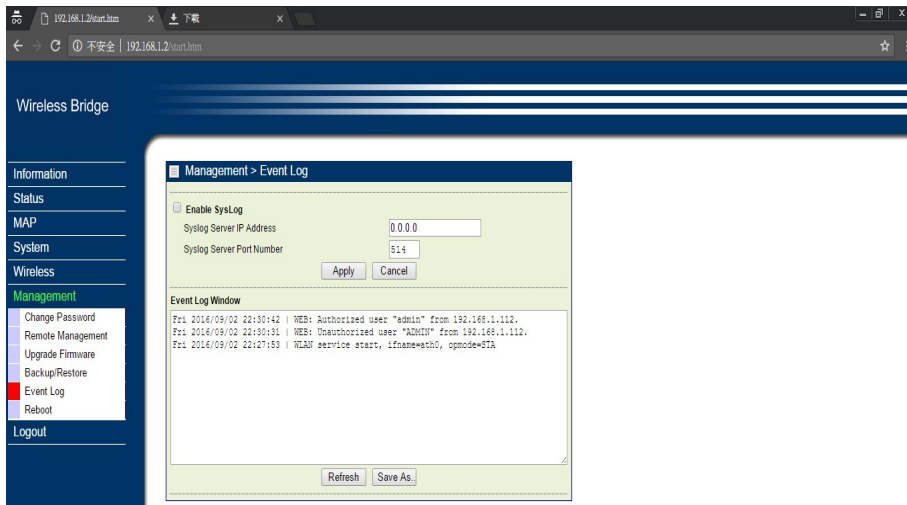 192.168.1.2/start.htm
下載
不安全 | 192.168.1.2/start.htm
Wireless Bridge
Information
Status
MAP
System
Wireless
Management
Change Password
Remote Management
Upgrade Firmware
Backup/Restore
Event Log
Reboot
Logout
Management > Event Log
Enable SysLog
Syslog Server IP Address 0.0.0.0
Syslog Server Port Number 514
Apply Cancel
Event Log Window
Fri 2016/09/02 22:30:42 | WEB: Authorized user "admin" from 192.168.1.112.
Fri 2016/09/02 22:30:31 | WEB: Unauthorized user "ADMIN" from 192.168.1.112.
Fri 2016/09/02 22:27:53 | WLAN service start, ifname=ath0, opmode=STA
Refresh Save As..